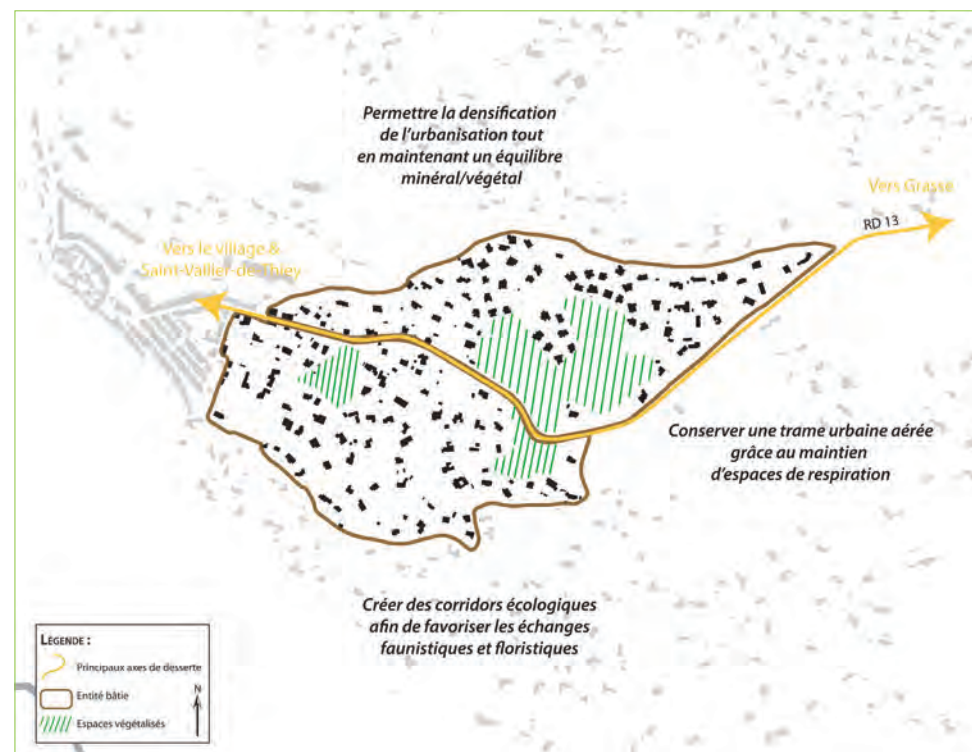 Permettre la densification
de l'urbanisation tout
en maintenant un équilibre
minéral/végétal
Vers Grasse
RD 13
Vers le village &
Saint-Vallier-de-Thiey
Conserver une trame urbaine aérée
grâce au maintien
d'espaces de respiration
Créer des corridors écologiques
afin de favoriser les échanges
faunistiques et floristiques
LÉGENDE :
Principaux axes de desserte
Entité bâtie
N
Espaces végétalisés